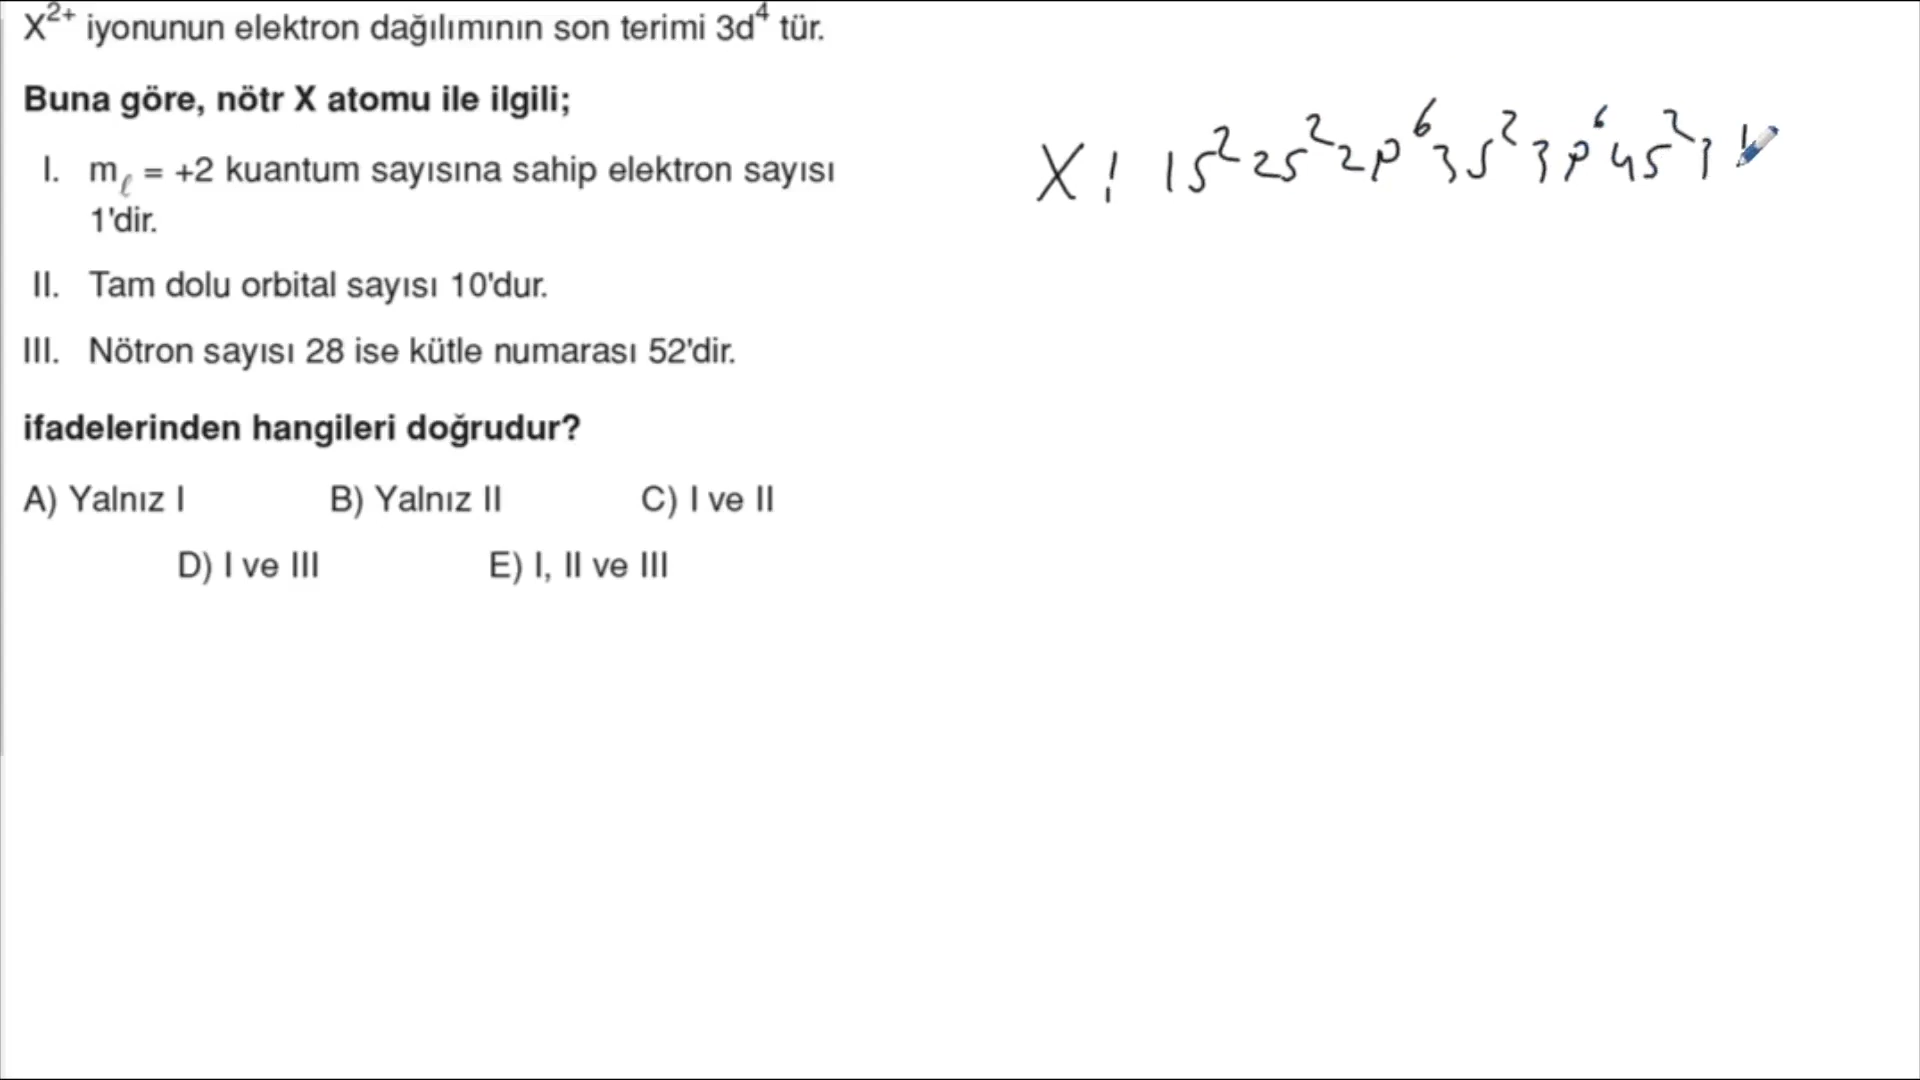 X²⁺ iyonunun elektron dağılımının son terimi 3d⁴ tür.
Buna göre, nötr X atomu ile ilgili;
I. mℓ = +2 kuantum sayısına sahip elektron sayısı
1'dir.
II. Tam dolu orbital sayısı 10'dur.
III. Nötron sayısı 28 ise kütle numarası 52'dir.
ifadelerinden hangileri doğrudur?
A) Yalnız I B) Yalnız II C) I ve II
D) I ve III E) I, II ve III
X: 1s² 2s² 2p⁶ 3s² 3p⁶ 4s² 3